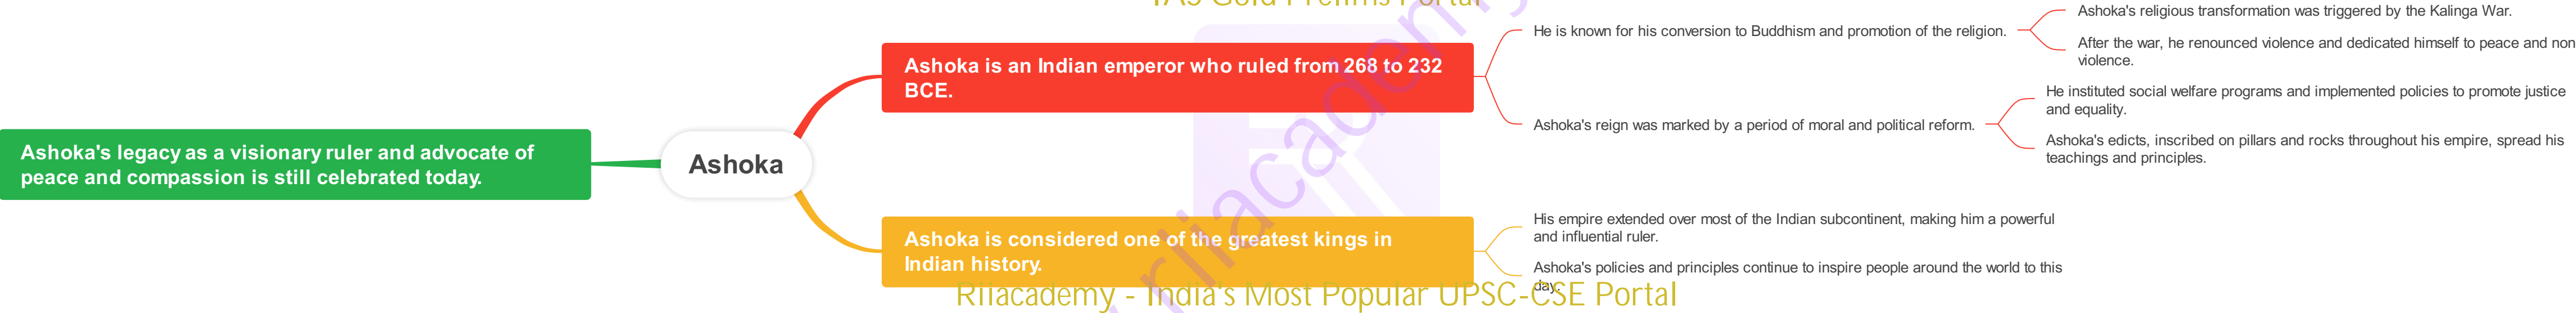 IAS Gold Prelims Portal
Ashoka's legacy as a visionary ruler and advocate of
peace and compassion is still celebrated today.
Ashoka
Ashoka is an Indian emperor who ruled from 268 to 232
BCE.
He is known for his conversion to Buddhism and promotion of the religion.
Ashoka's religious transformation was triggered by the Kalinga War.
After the war, he renounced violence and dedicated himself to peace and non
violence.
Ashoka's reign was marked by a period of moral and political reform.
He instituted social welfare programs and implemented policies to promote justice
and equality.
Ashoka's edicts, inscribed on pillars and rocks throughout his empire, spread his
teachings and principles.
Ashoka is considered one of the greatest kings in
Indian history.
His empire extended over most of the Indian subcontinent, making him a powerful
and influential ruler.
Ashoka's policies and principles continue to inspire people around the world to this
day.
Riiacademy - India's Most Popular UPSC-CSE Portal